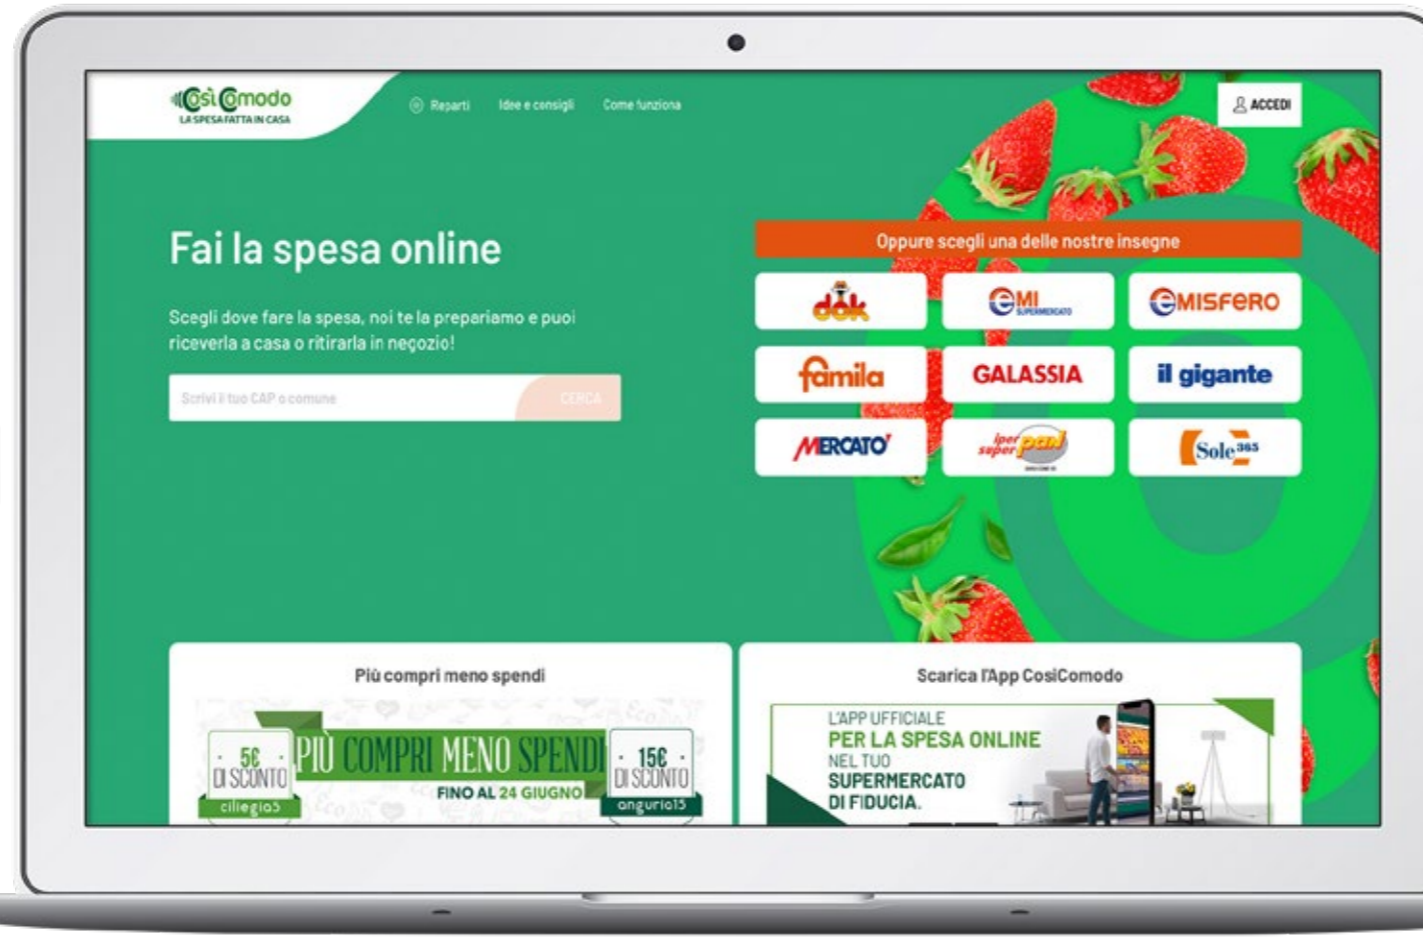 CosìComodo
LA SPESA FATTA IN CASA
Reparti
Idee e consigli
Come funziona
ACCEDI
Fai la spesa online
Scegli dove fare la spesa, noi te la prepariamo e puoi
riceverla a casa o ritirarla in negozio!
Scrivi il tuo CAP o comune
CERCA
Oppure scegli una delle nostre insegne
dok
EMI
SUPERMERCATO
EMISFERO
famila
GALASSIA
il gigante
MERCATO'
iper
super
pan
Sole 365
Più compri meno spendi
5€
DI SCONTO
ciliegia5
PIÙ COMPRI MENO SPENDI
FINO AL 24 GIUGNO
15€
DI SCONTO
anguria15
Scarica l'App CosiComodo
L'APP UFFICIALE
PER LA SPESA ONLINE
NEL TUO
SUPERMERCATO
DI FIDUCIA.